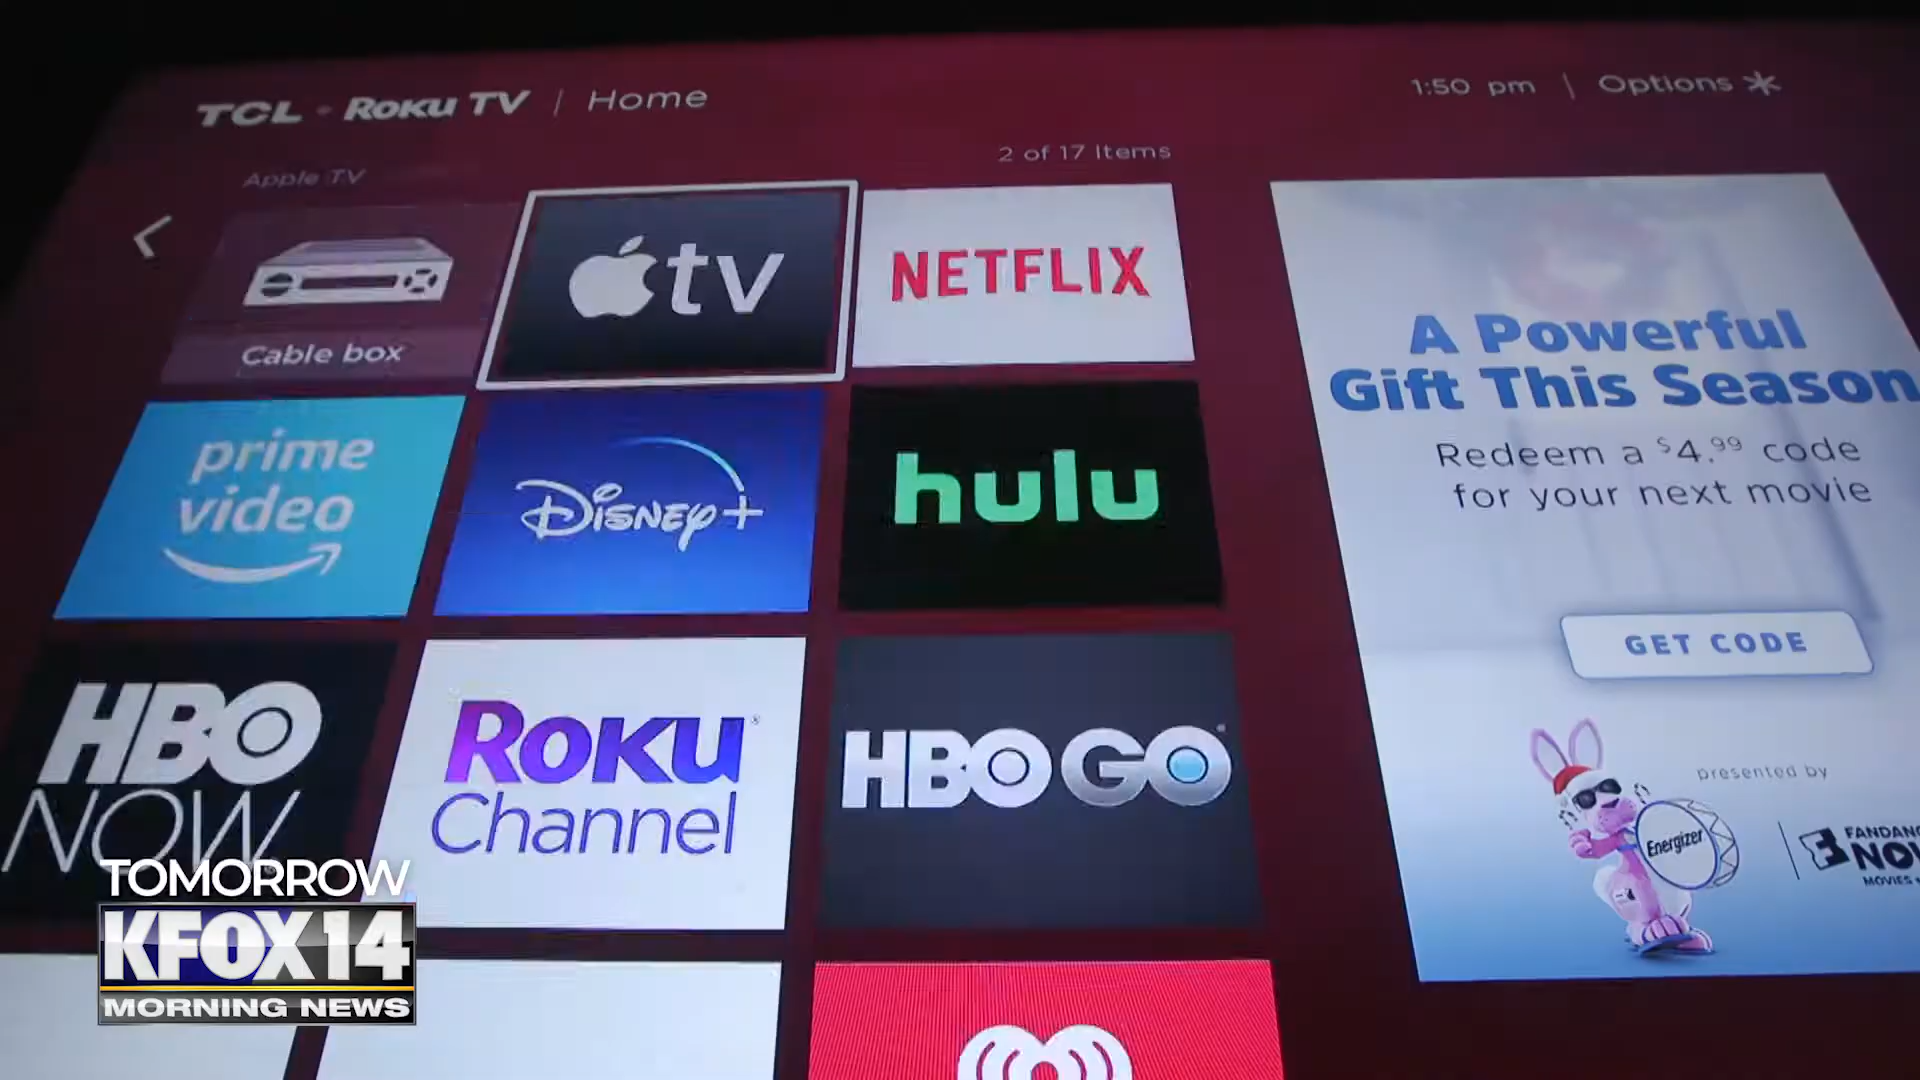 TCL • Roku TV | Home
1:50 pm | Options
2 of 17 Items
Apple TV
Cable box
tv
NETFLIX
prime
video
Disney+
hulu
HBO
NOW
Roku
Channel
HBO GO
A Powerful
Gift This Season
Redeem a $4.99 code
for your next movie
GET CODE
presented by
Energizer
NOW
MOVIES
TOMORROW
KFOX14
MORNING NEWS